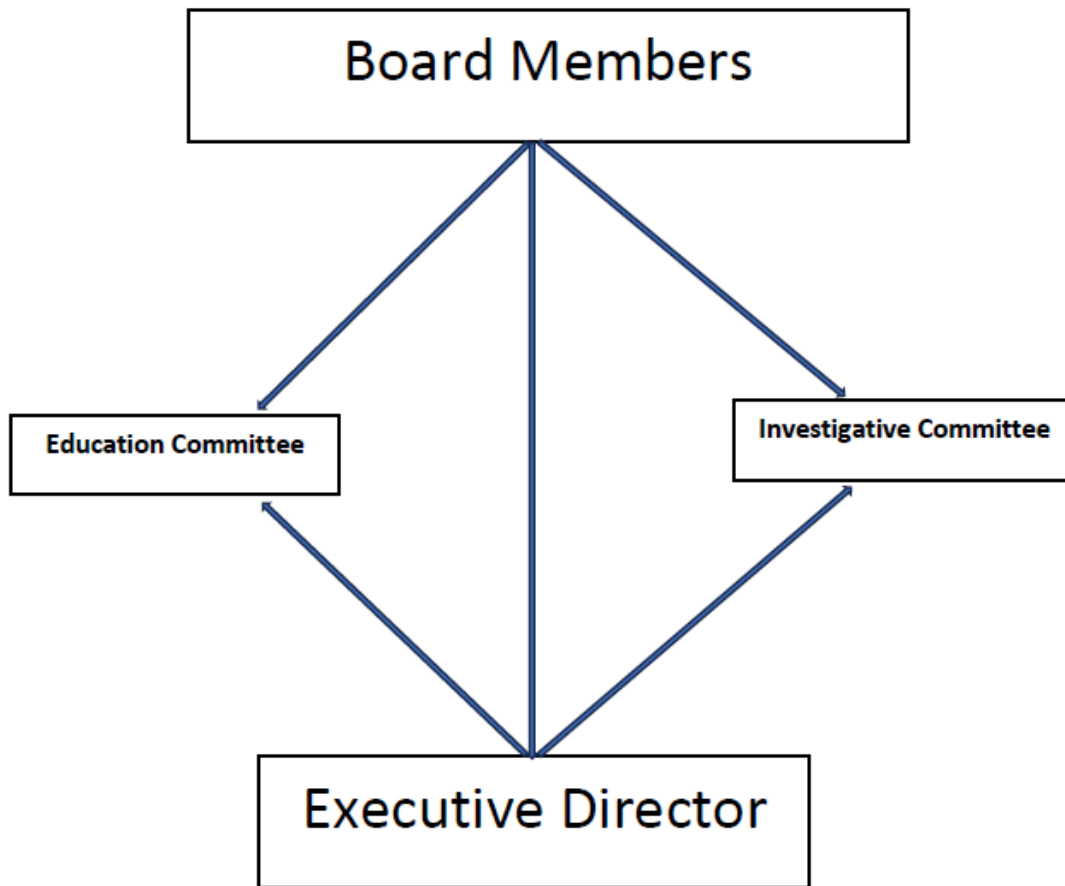 Board Members
Education Committee
Investigative Committee
Executive Director